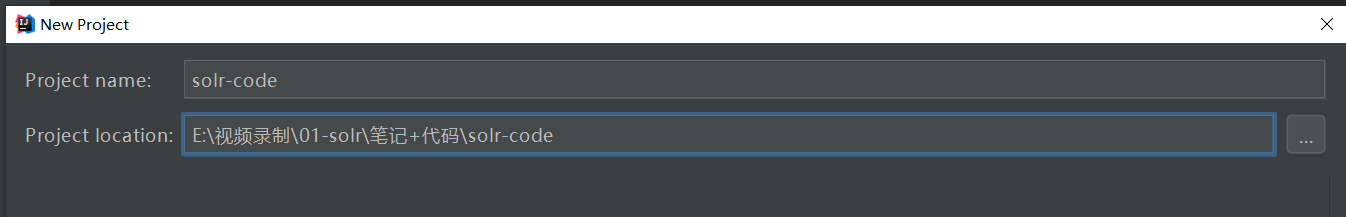 New Project
Project name: solr-code
Project location: E:\视频录制\01-solr\笔记+代码\solr-code ...